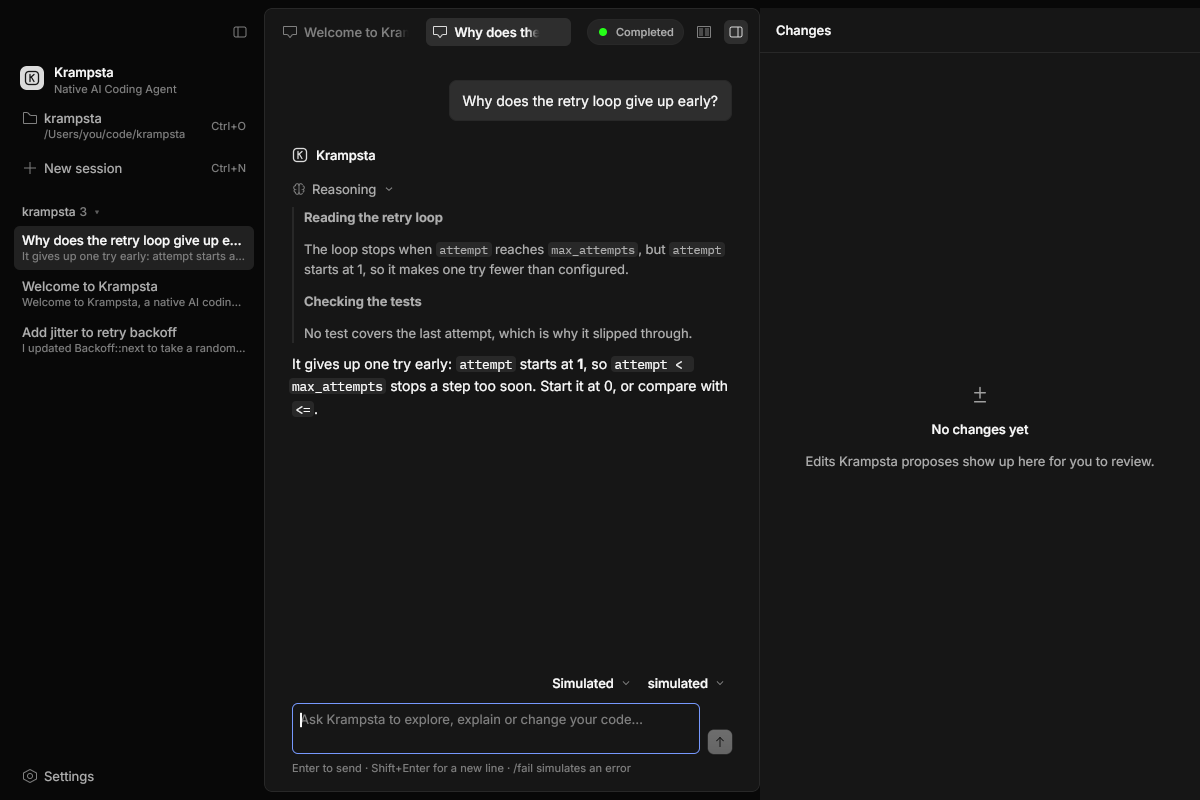 Krampsta
Native AI Coding Agent
krampsta
/Users/you/code/krampsta
Ctrl+O
New session
Ctrl+N
krampsta 3
Why does the retry loop give up e...
It gives up one try early: attempt starts a...
Welcome to Krampsta
Welcome to Krampsta, a native AI codin...
Add jitter to retry backoff
I updated Backoff::next to take a random...
Settings
Welcome to Kra
Why does the
Completed
Why does the retry loop give up early?
Krampsta
Reasoning
Reading the retry loop
The loop stops when attempt reaches max_attempts, but attempt
starts at 1, so it makes one try fewer than configured.
Checking the tests
No test covers the last attempt, which is why it slipped through.
It gives up one try early: attempt starts at 1, so attempt <
max_attempts stops a step too soon. Start it at 0, or compare with
<=.
Simulated
simulated
Ask Krampsta to explore, explain or change your code...
Enter to send · Shift+Enter for a new line · /fail simulates an error
Changes
No changes yet
Edits Krampsta proposes show up here for you to review.